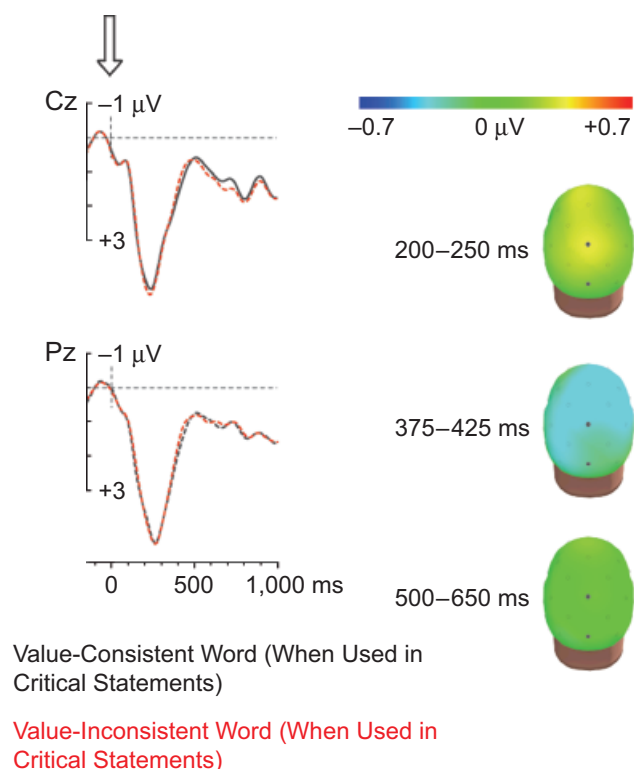 Cz
–1 μV
+3
–0.7 0 μV +0.7
200–250 ms
Pz
–1 μV
+3
375–425 ms
0 500 1,000 ms
500–650 ms
Value-Consistent Word (When Used in
Critical Statements)
Value-Inconsistent Word (When Used in
Critical Statements)